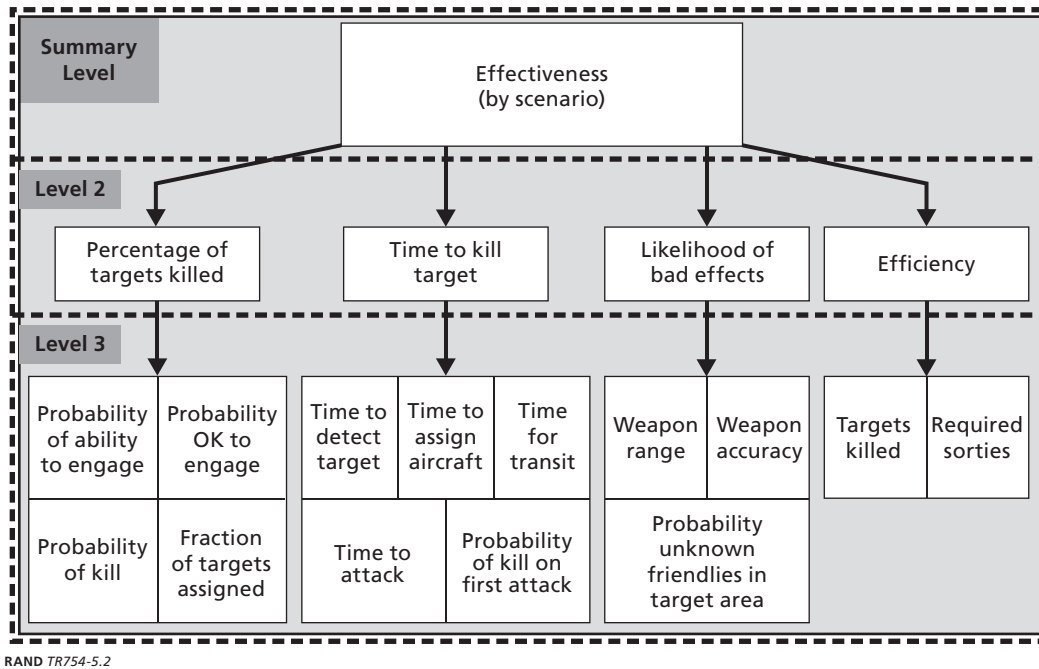 Summary
Level
Effectiveness
(by scenario)
Level 2
Percentage of
targets killed
Time to kill
target
Likelihood of
bad effects
Efficiency
Level 3
Probability
of ability
to engage
Probability
OK to
engage
Time to
detect
target
Time to
assign
aircraft
Time
for
transit
Weapon
range
Weapon
accuracy
Targets
killed
Required
sorties
Probability
of kill
Fraction
of targets
assigned
Time to
attack
Probability
of kill on
first attack
Probability
unknown
friendlies in
target area
RAND TR754-5.2